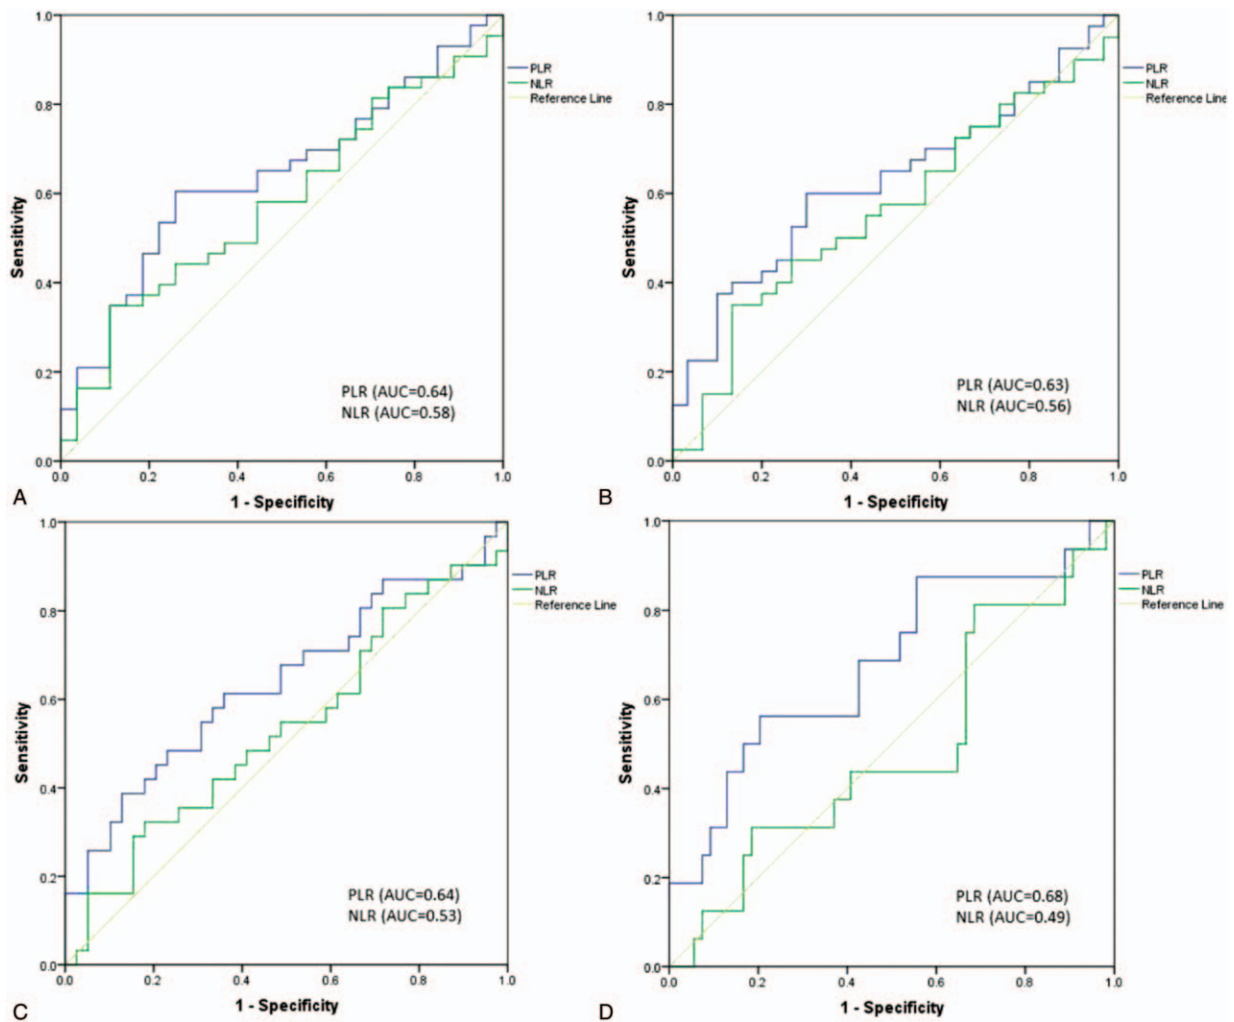 1.0
0.8
0.6
0.4
0.2
0.0
Sensitivity
0.0 0.2 0.4 0.6 0.8 1.0
1 - Specificity
PLR
NLR
Reference Line
PLR (AUC=0.64)
NLR (AUC=0.58)
A
1.0
0.8
0.6
0.4
0.2
0.0
Sensitivity
0.0 0.2 0.4 0.6 0.8 1.0
1 - Specificity
PLR
NLR
Reference Line
PLR (AUC=0.63)
NLR (AUC=0.56)
B
1.0
0.8
0.6
0.4
0.2
0.0
Sensitivity
0.0 0.2 0.4 0.6 0.8 1.0
1 - Specificity
PLR
NLR
Reference Line
PLR (AUC=0.64)
NLR (AUC=0.53)
C
1.0
0.8
0.6
0.4
0.2
0.0
Sensitivity
0.0 0.2 0.4 0.6 0.8 1.0
1 - Specificity
PLR
NLR
Reference Line
PLR (AUC=0.68)
NLR (AUC=0.49)
D